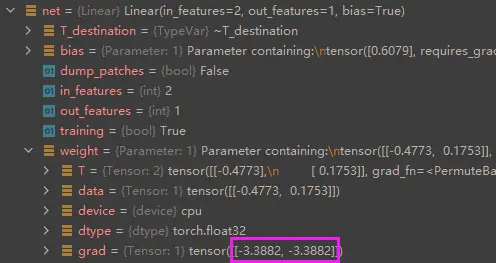 net = {Linear} Linear(in_features=2, out_features=1, bias=True)
T_destination = {TypeVar} ~T_destination
bias = {Parameter: 1} Parameter containing:\ntensor([0.6079], requires_grad
dump_patches = {bool} False
in_features = {int} 2
out_features = {int} 1
training = {bool} True
weight = {Parameter: 1} Parameter containing:\ntensor([[-0.4773, 0.1753]],
T = {Tensor: 2} tensor([[-0.4773],\n [ 0.1753]], grad_fn=<PermuteBa
data = {Tensor: 1} tensor([[-0.4773, 0.1753]])
device = {device} cpu
dtype = {dtype} torch.float32
grad = {Tensor: 1} tensor([[-3.3882, -3.3882]])